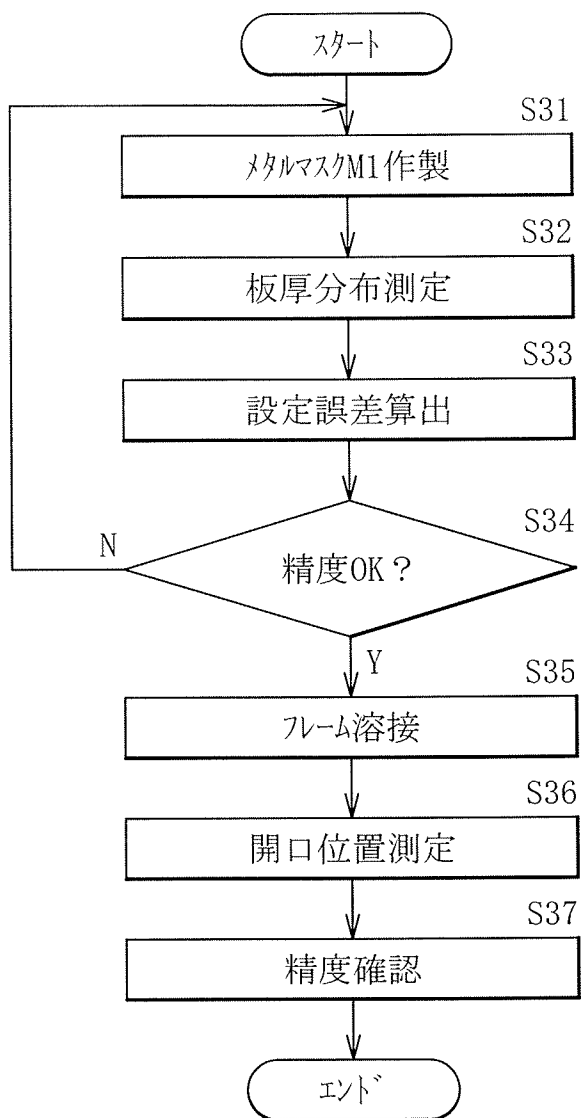 スタート
S31
メタルマスクM1作製
S32
板厚分布測定
S33
設定誤差算出
S34
N
精度OK?
Y
S35
フレーム溶接
S36
開口位置測定
S37
精度確認
エンド